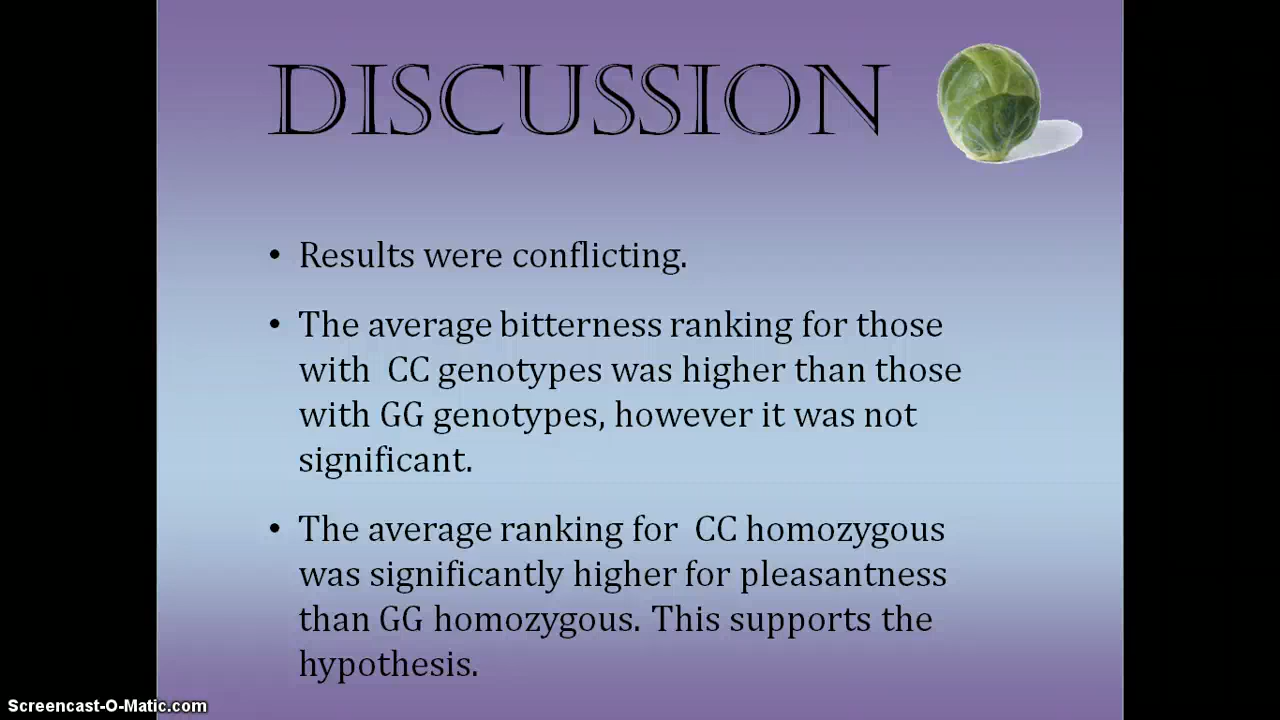 DISCUSSION
• Results were conflicting.
• The average bitterness ranking for those
with CC genotypes was higher than those
with GG genotypes, however it was not
significant.
• The average ranking for CC homozygous
was significantly higher for pleasantness
than GG homozygous. This supports the
hypothesis.
Screencast-O-Matic.com